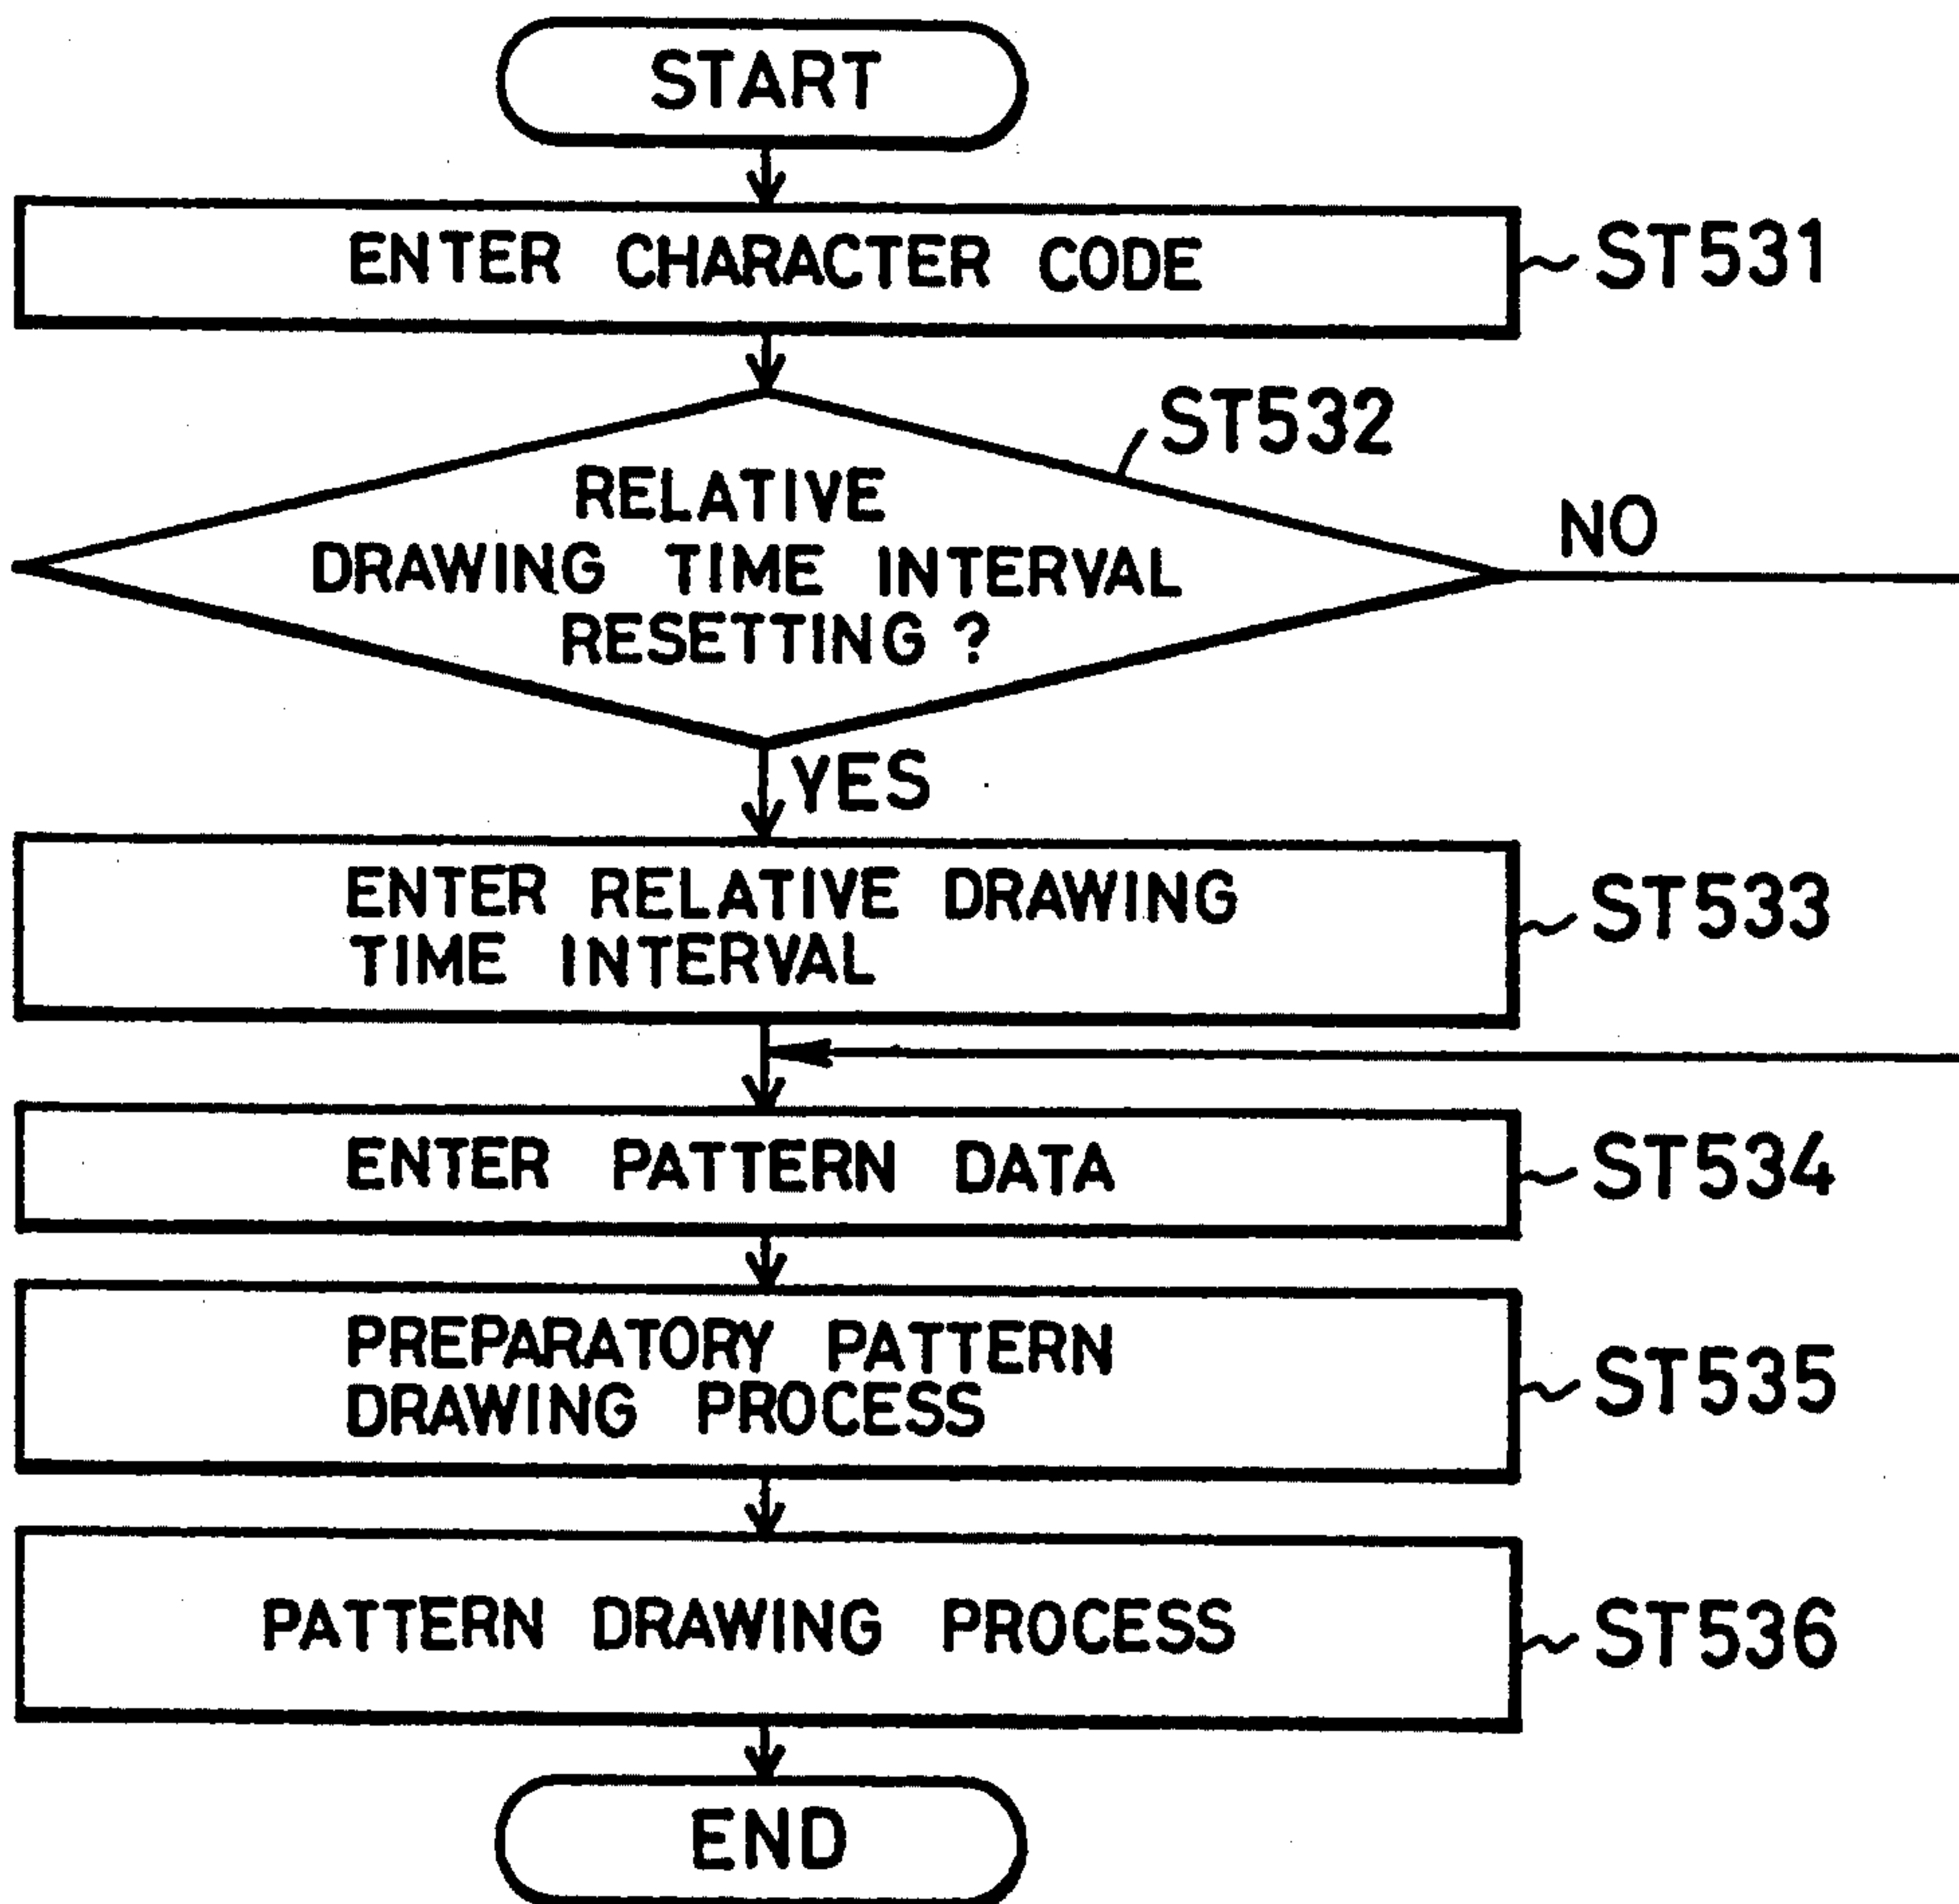 START
ENTER CHARACTER CODE
ST531
ST532
RELATIVE
DRAWING TIME INTERVAL
RESETTING ?
NO
YES
ENTER RELATIVE DRAWING
TIME INTERVAL
ST533
ENTER PATTERN DATA
ST534
PREPARATORY PATTERN
DRAWING PROCESS
ST535
PATTERN DRAWING PROCESS
ST536
END